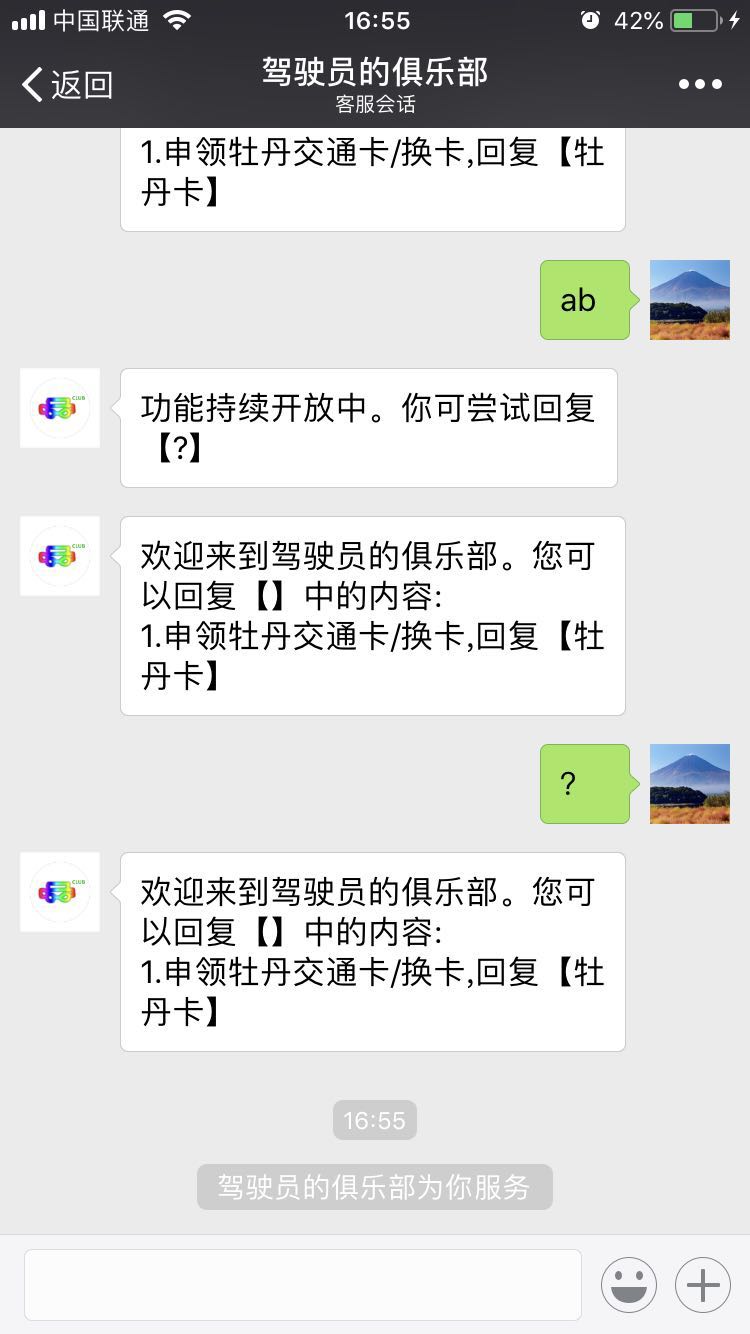 中国联通
16:55
42%
返回
驾驶员的俱乐部
客服会话
1.申领牡丹交通卡/换卡,回复【牡
丹卡】
ab
CLUB
功能持续开放中。你可尝试回复
【?】
CLUB
欢迎来到驾驶员的俱乐部。您可
以回复【】中的内容:
1.申领牡丹交通卡/换卡,回复【牡
丹卡】
?
CLUB
欢迎来到驾驶员的俱乐部。您可
以回复【】中的内容:
1.申领牡丹交通卡/换卡,回复【牡
丹卡】
16:55
驾驶员的俱乐部为你服务